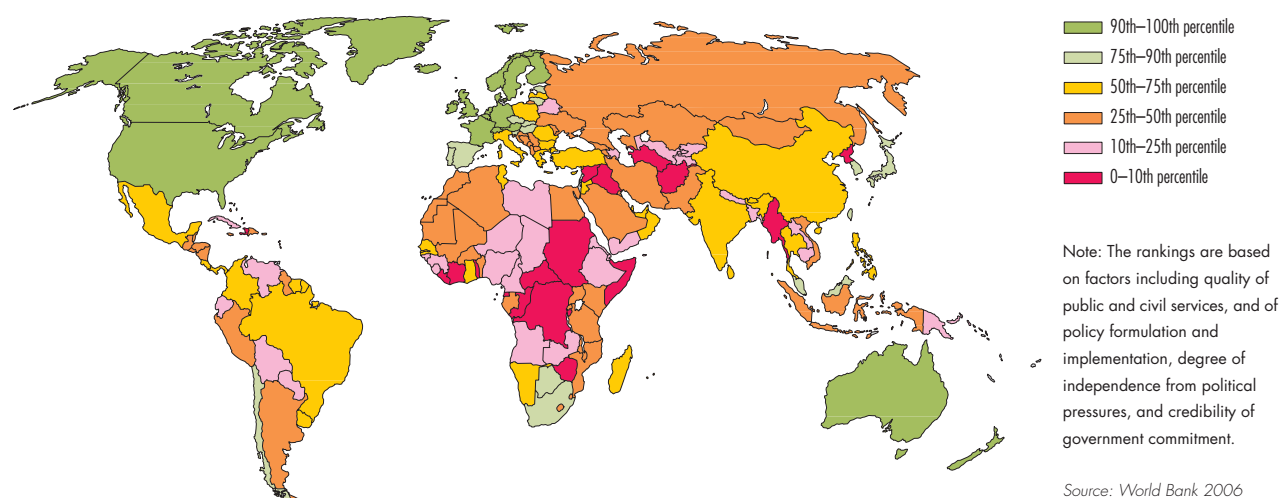 90th–100th percentile
75th–90th percentile
50th–75th percentile
25th–50th percentile
10th–25th percentile
0–10th percentile
Note: The rankings are based
on factors including quality of
public and civil services, and of
policy formulation and
implementation, degree of
independence from political
pressures, and credibility of
government commitment.
Source: World Bank 2006